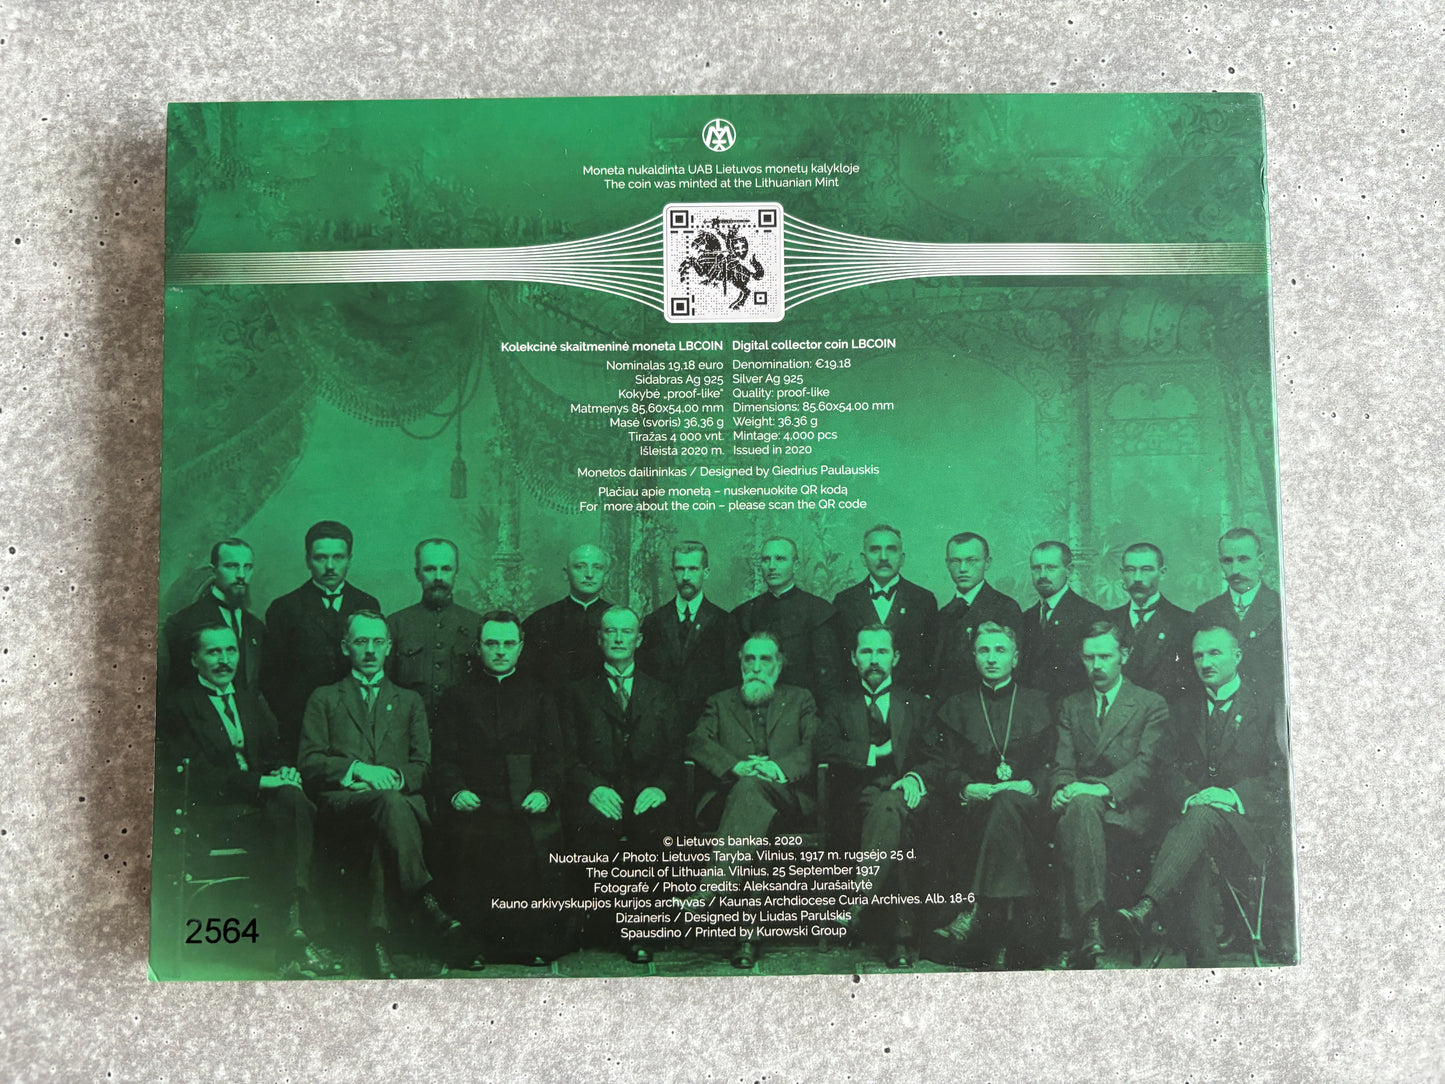 Moneta nukaldinta UAB Lietuvos monetų kalykloje
The coin was minted at the Lithuanian Mint
Kolekcinė skaitmeninė moneta LBCOIN
Nominalas 19,18 euro
Sidabras Ag 925
Kokybė „proof-like“
Matmenys 85,60x54,00 mm
Masė (svoris) 36,36 g
Tiražas 4 000 vnt.
Išleista 2020 m.
Digital collector coin LBCOIN
Denomination: €19.18
Silver Ag 925
Quality: proof-like
Dimensions: 85.60x54.00 mm
Weight: 36.36 g
Mintage: 4,000 pcs
Issued in 2020
Monetos dailininkas / Designed by Giedrius Paulauskis
Plačiau apie monetą – nuskenuokite QR kodą
For more about the coin – please scan the QR code
© Lietuvos bankas, 2020
Nuotrauka / Photo: Lietuvos Taryba. Vilnius, 1917 m. rugsėjo 25 d.
The Council of Lithuania. Vilnius, 25 September 1917
Fotografė / Photo credits: Aleksandra Jurašaitytė
Kauno arkivyskupijos kurijos archyvas / Kaunas Archdiocese Curia Archives. Alb. 18-6
Dizaineris / Designed by Liudas Parulskis
Spausdino / Printed by Kurowski Group
2564